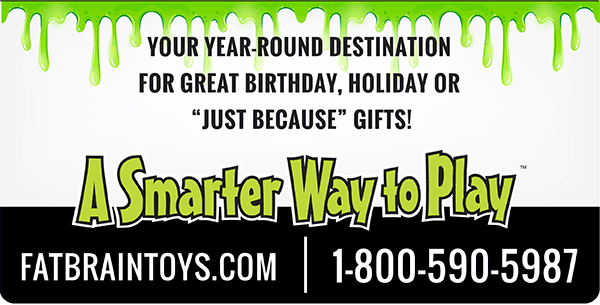 YOUR YEAR-ROUND DESTINATION
FOR GREAT BIRTHDAY, HOLIDAY OR
“JUST BECAUSE” GIFTS!
A Smarter Way to Play™
FATBRAINTOYS.COM | 1-800-590-5987